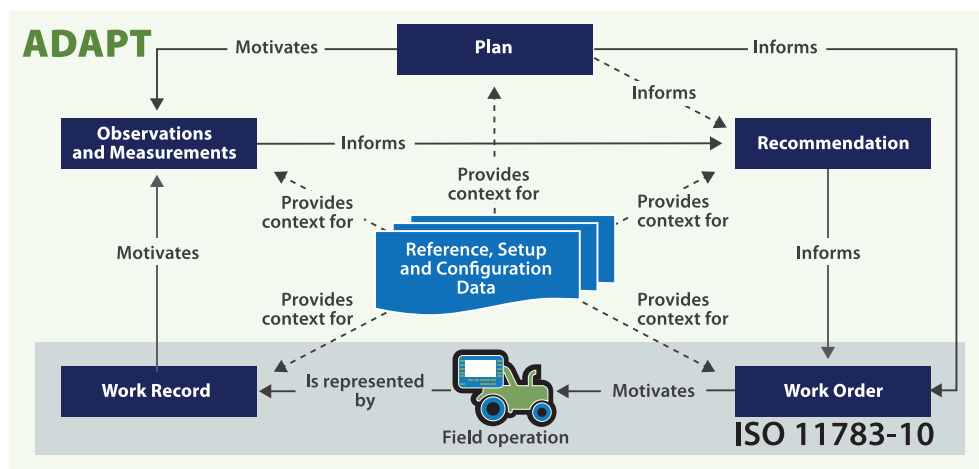 ADAPT
Motivates
Plan
Informs
Informs
Observations
and Measurements
Informs
Recommendation
Provides
context for
Provides
context for
Provides
context for
Motivates
Reference, Setup
and Configuration
Data
Informs
Provides
context for
Provides
context for
Work Record
Is represented
by
Field operation
Motivates
Work Order
ISO 11783-10